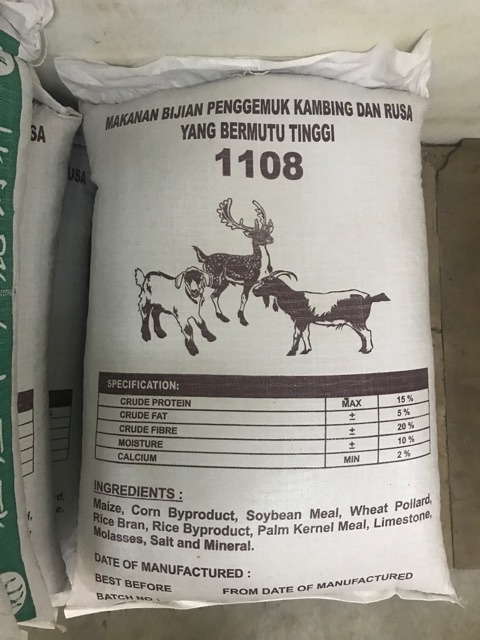 MAKANAN BIJIAN PENGGEMUK KAMBING DAN RUSA
YANG BERMUTU TINGGI
1108
SPECIFICATION:
CRUDE PROTEIN MAX 15 %
CRUDE FAT ± 5 %
CRUDE FIBRE ± 20 %
MOISTURE ± 10 %
CALCIUM MIN 2 %
INGREDIENTS :
Maize, Corn Byproduct, Soybean Meal, Wheat Pollard,
Rice Bran, Rice Byproduct, Palm Kernel Meal, Limestone,
Molasses, Salt and Mineral.
DATE OF MANUFACTURED :
BEST BEFORE FROM DATE OF MANUFACTURED
BATCH NO :
SA
USA